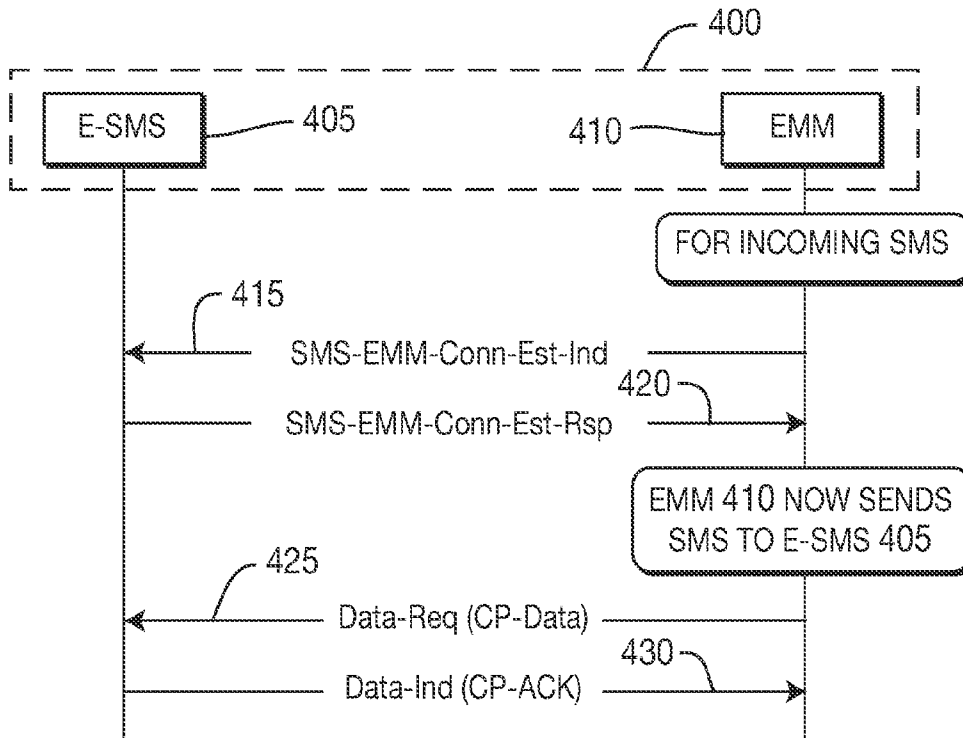 400
E-SMS
405
410
EMM
FOR INCOMING SMS
415
SMS-EMM-Conn-Est-Ind
420
SMS-EMM-Conn-Est-Rsp
EMM 410 NOW SENDS
SMS TO E-SMS 405
425
Data-Req (CP-Data)
430
Data-Ind (CP-ACK)